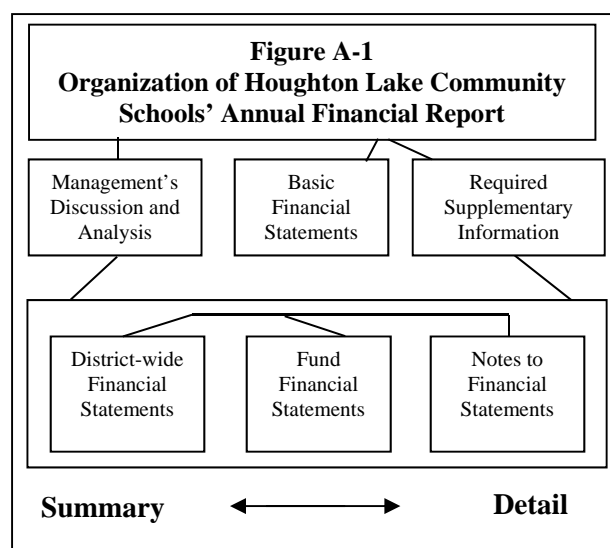 Figure A-1
Organization of Houghton Lake Community
Schools' Annual Financial Report
Management's
Discussion and
Analysis
Basic
Financial
Statements
Required
Supplementary
Information
District-wide
Financial
Statements
Fund
Financial
Statements
Notes to
Financial
Statements
Summary
Detail